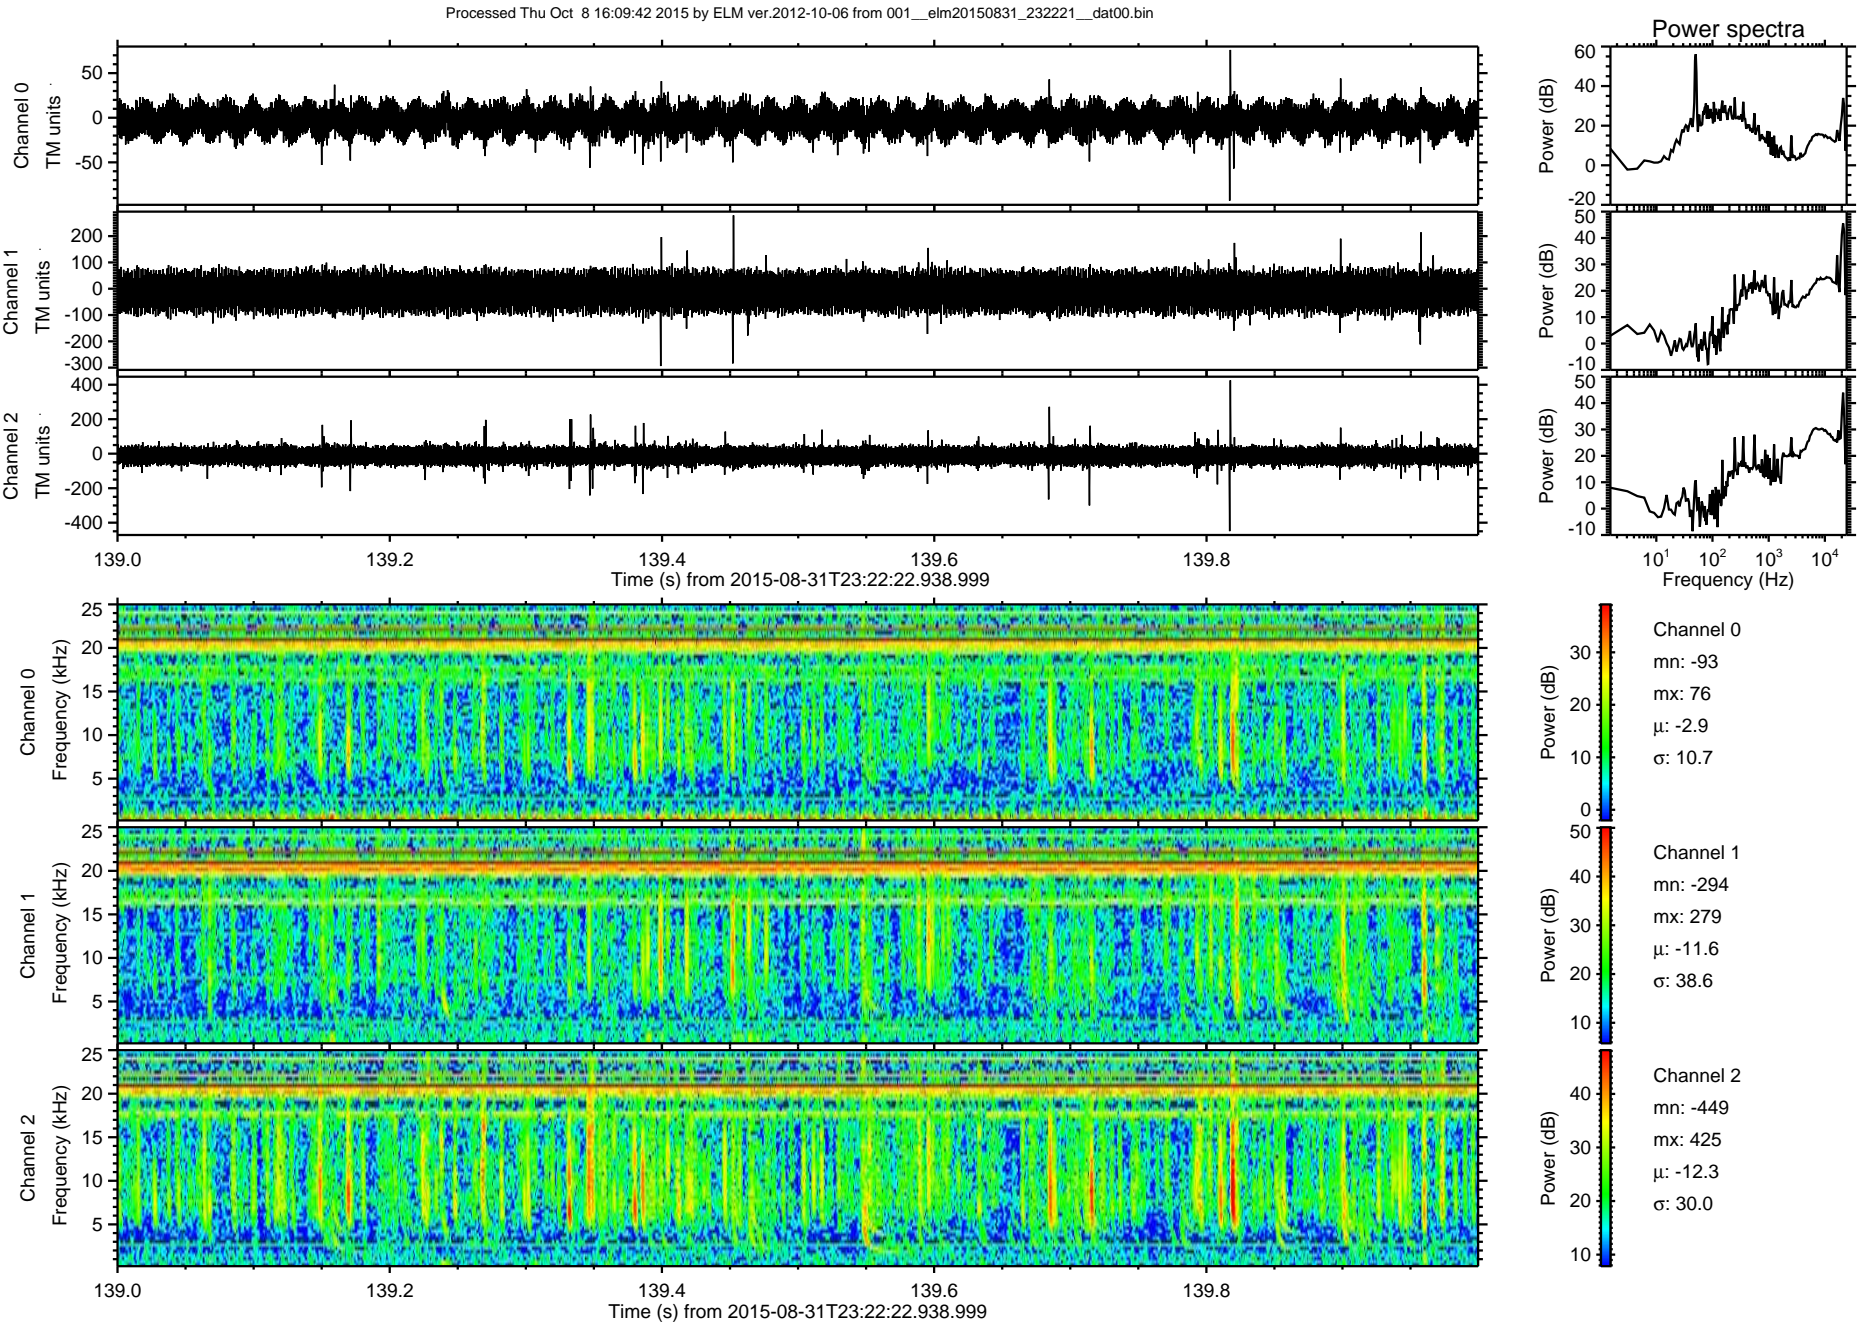 Processed Thu Oct  8 16:09:42 2015 by ELM ver.2012-10-06 from 001__elm20150831_232221__dat00.bin
Power spectra
Channel 0
TM units
50
0
-50
Power (dB)
60
40
20
0
-20
Channel 1
TM units
200
100
0
-100
-200
-300
Power (dB)
50
40
30
20
10
0
-10
Channel 2
TM units
400
200
0
-200
-400
Power (dB)
50
40
30
20
10
0
-10
139.0 139.2 139.4 139.6 139.8
Time (s) from 2015-08-31T23:22:22.938.999
10¹ 10² 10³ 10⁴
Frequency (Hz)
Channel 0
Frequency (kHz)
25
20
15
10
5
Power (dB)
30
20
10
0
Channel 0
mn: -93
mx: 76
µ: -2.9
σ: 10.7
Channel 1
Frequency (kHz)
25
20
15
10
5
Power (dB)
50
40
30
20
10
Channel 1
mn: -294
mx: 279
µ: -11.6
σ: 38.6
Channel 2
Frequency (kHz)
25
20
15
10
5
Power (dB)
40
30
20
10
Channel 2
mn: -449
mx: 425
µ: -12.3
σ: 30.0
139.0 139.2 139.4 139.6 139.8
Time (s) from 2015-08-31T23:22:22.938.999